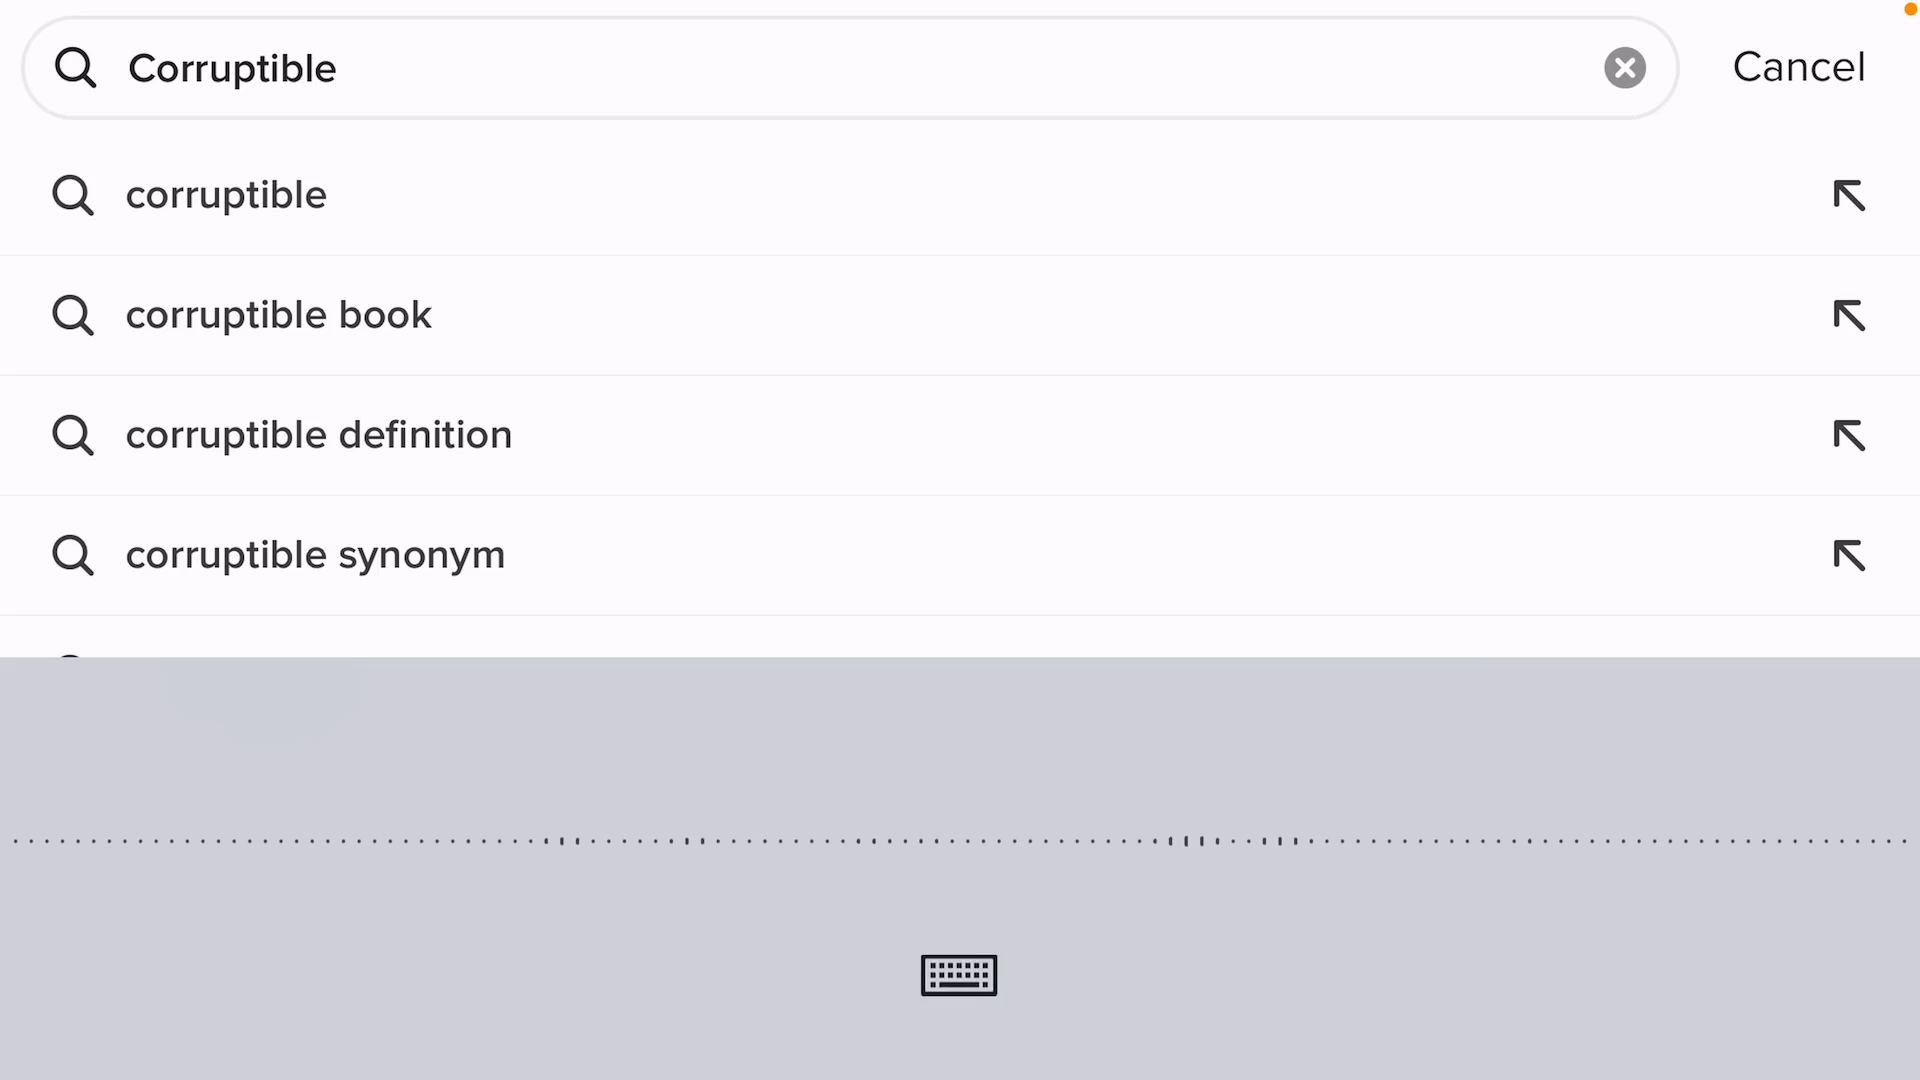 Corruptible
Cancel
corruptible
corruptible book
corruptible definition
corruptible synonym